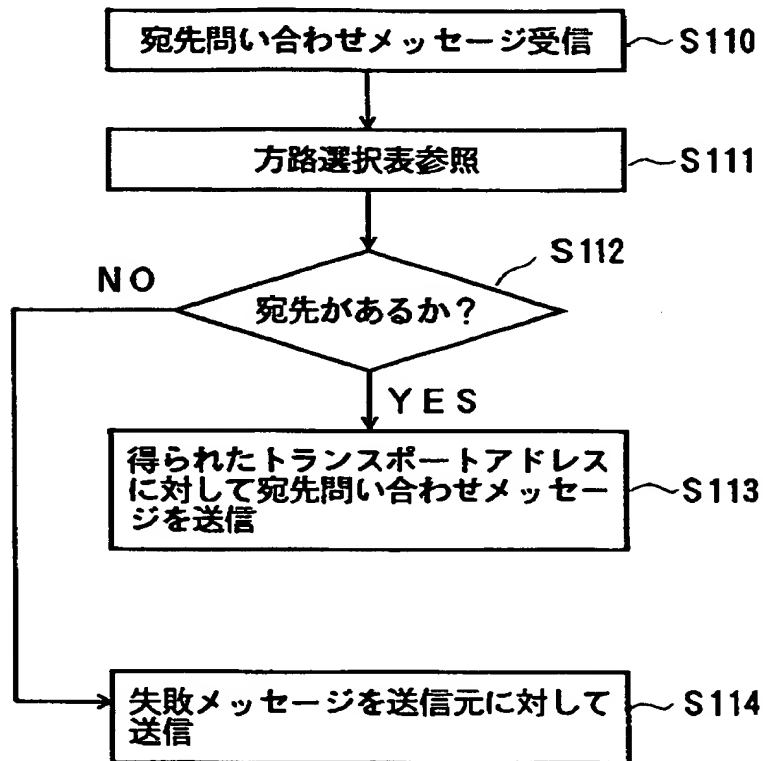 宛先問い合わせメッセージ受信
S110
方路選択表参照
S111
S112
NO
宛先があるか?
YES
得られたトランスポートアドレス
に対して宛先問い合わせメッセー
ジを送信
S113
失敗メッセージを送信元に対して
送信
S114